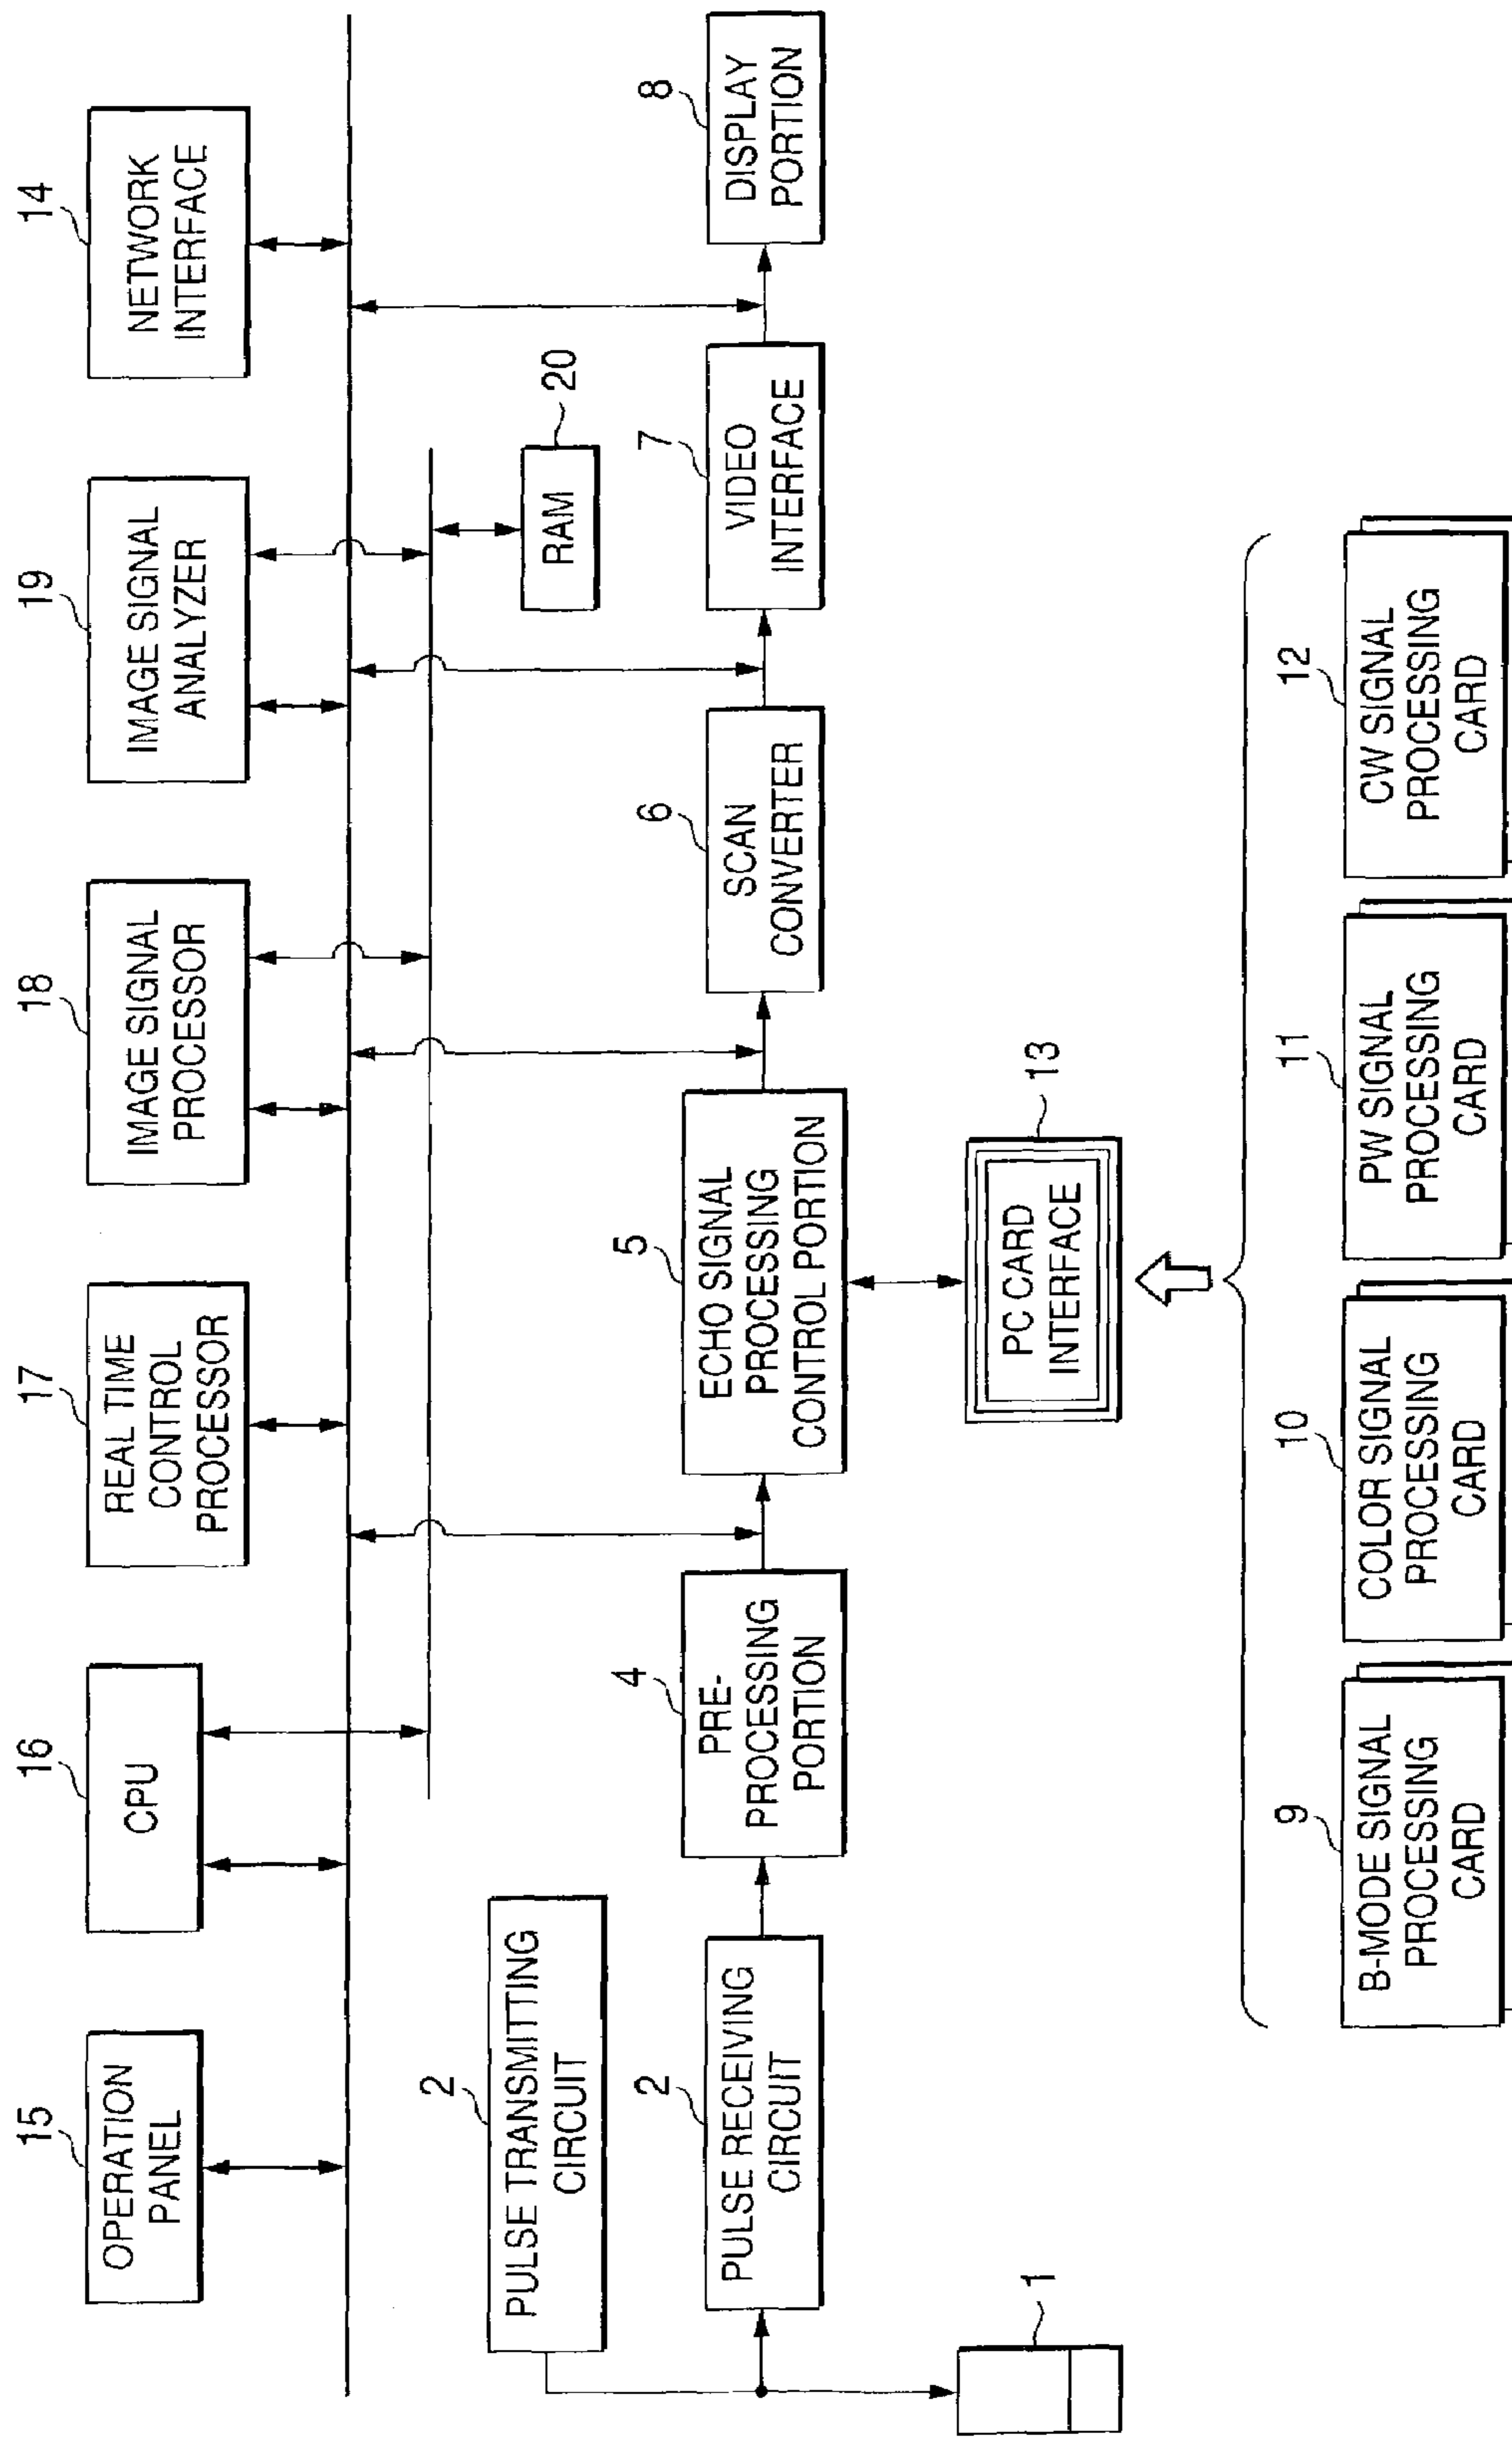 15
OPERATION
PANEL
16
CPU
17
REAL TIME
CONTROL
PROCESSOR
18
IMAGE SIGNAL
PROCESSOR
19
IMAGE SIGNAL
ANALYZER
14
NETWORK
INTERFACE
20
RAM
2
PULSE TRANSMITTING
CIRCUIT
2
PULSE RECEIVING
CIRCUIT
4
PRE-
PROCESSING
PORTION
5
ECHO SIGNAL
PROCESSING
CONTROL PORTION
6
SCAN
CONVERTER
7
VIDEO
INTERFACE
8
DISPLAY
PORTION
1
13
PC CARD
INTERFACE
9
B-MODE SIGNAL
PROCESSING
CARD
10
COLOR SIGNAL
PROCESSING
CARD
11
PW SIGNAL
PROCESSING
CARD
12
CW SIGNAL
PROCESSING
CARD